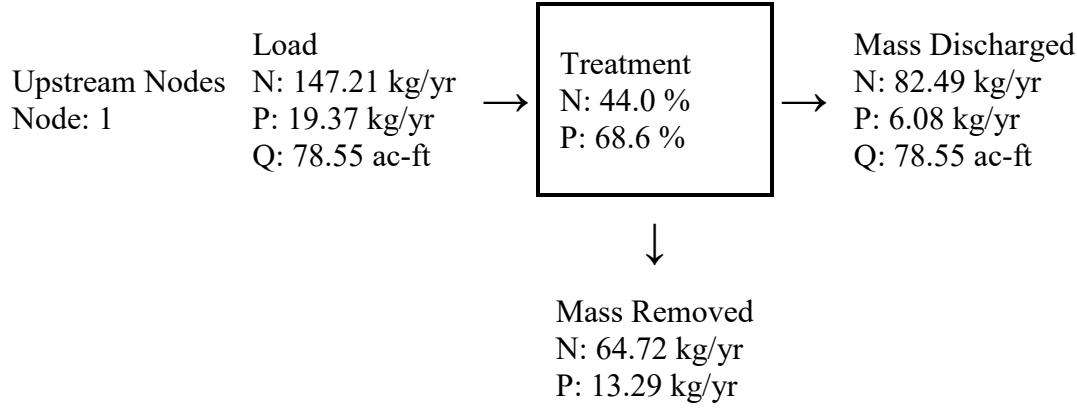 Upstream Nodes
Node: 1
Load
N: 147.21 kg/yr
P: 19.37 kg/yr
Q: 78.55 ac-ft
→
Treatment
N: 44.0 %
P: 68.6 %
→
Mass Discharged
N: 82.49 kg/yr
P: 6.08 kg/yr
Q: 78.55 ac-ft
↓
Mass Removed
N: 64.72 kg/yr
P: 13.29 kg/yr